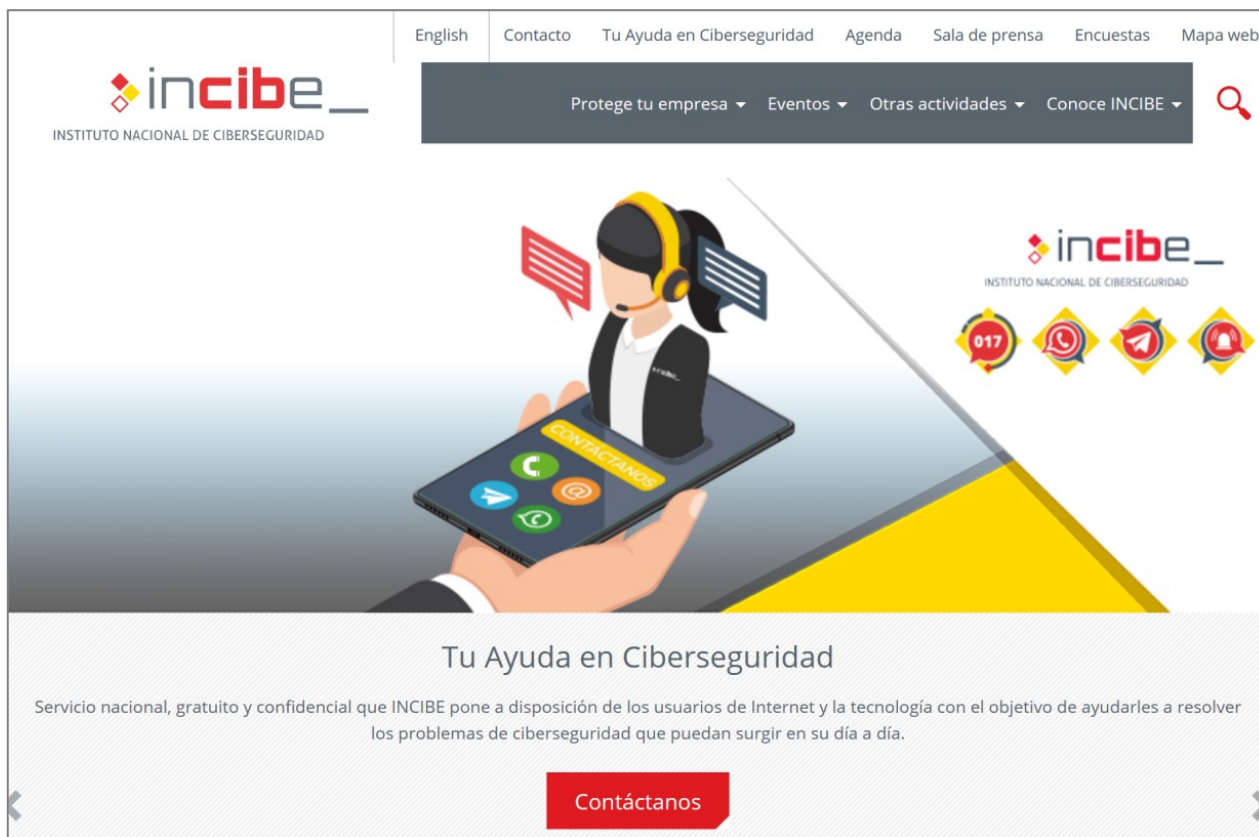 English Contacto Tu Ayuda en Ciberseguridad Agenda Sala de prensa Encuestas Mapa web
incibe_
INSTITUTO NACIONAL DE CIBERSEGURIDAD
Protege tu empresa Eventos Otras actividades Conoce INCIBE
incibe_
INSTITUTO NACIONAL DE CIBERSEGURIDAD
017
incibe_
CONTÁCTANOS
@
Tu Ayuda en Ciberseguridad
Servicio nacional, gratuito y confidencial que INCIBE pone a disposición de los usuarios de Internet y la tecnología con el objetivo de ayudarles a resolver
los problemas de ciberseguridad que puedan surgir en su día a día.
Contáctanos